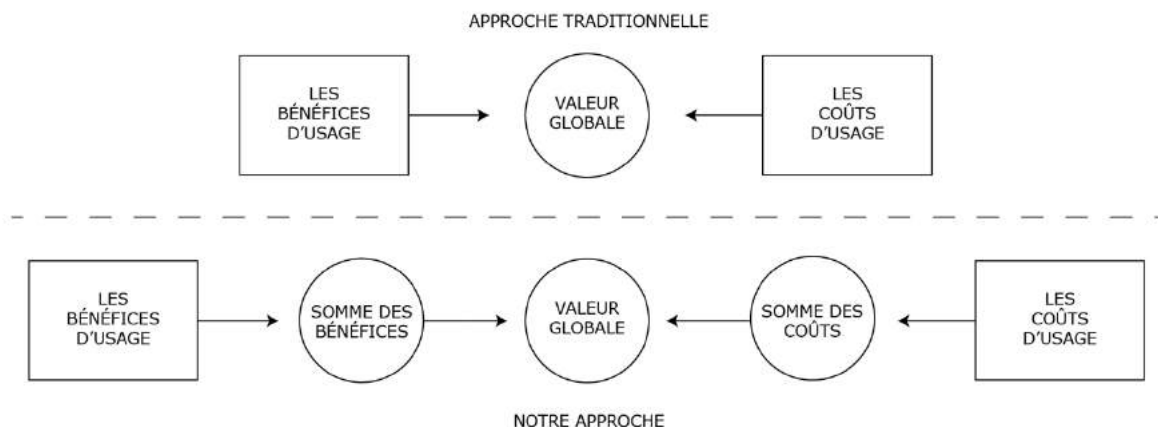 APPROCHE TRADITIONNELLE
LES
BÉNÉFICES
D'USAGE
VALEUR
GLOBALE
LES
COÛTS
D'USAGE
LES
BÉNÉFICES
D'USAGE
SOMME DES
BÉNÉFICES
VALEUR
GLOBALE
SOMME DES
COÛTS
LES
COÛTS
D'USAGE
NOTRE APPROCHE